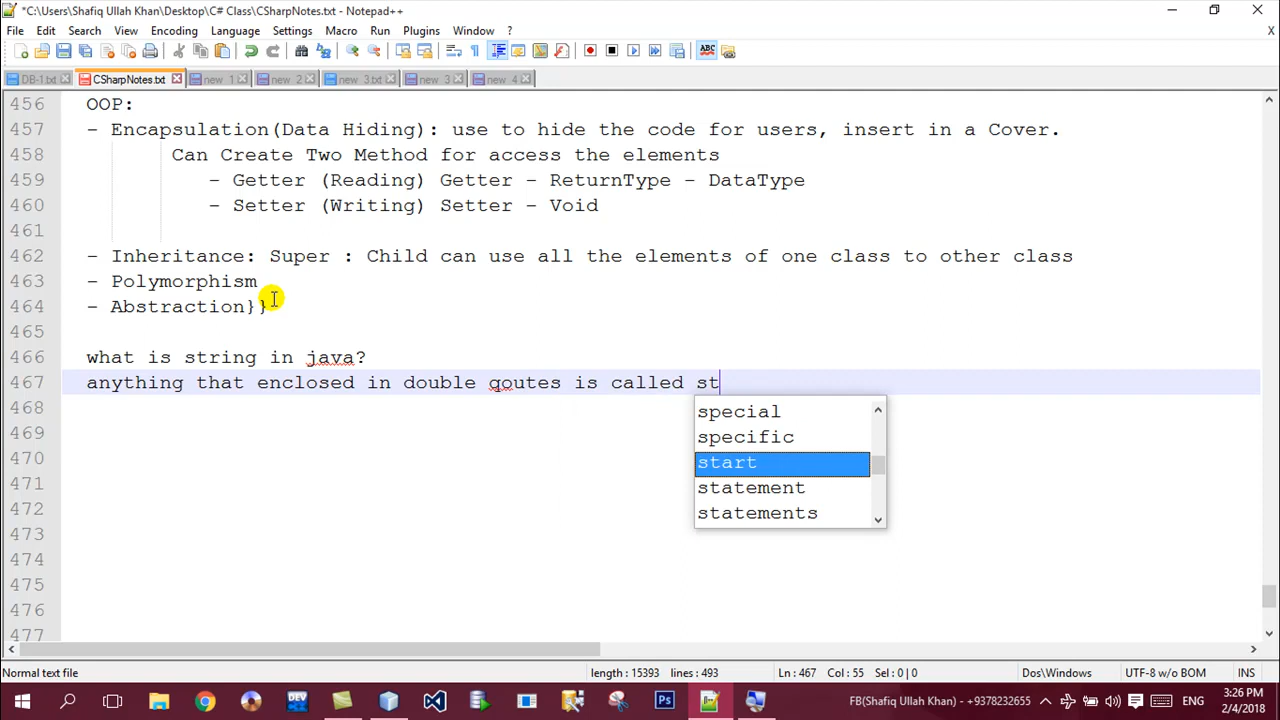 *C:\Users\Shafiq Ullah Khan\Desktop\C# Class\CSharpNotes.txt - Notepad++
File Edit Search View Encoding Language Settings Macro Run Plugins Window ? X
DB-1.txt CSharpNotes.txt new 1 new 2 new 3.txt new 3 new 4
456 OOP:
457 - Encapsulation(Data Hiding): use to hide the code for users, insert in a Cover.
458 Can Create Two Method for access the elements
459 - Getter (Reading) Getter - ReturnType - DataType
460 - Setter (Writing) Setter - Void
461
462 - Inheritance: Super : Child can use all the elements of one class to other class
463 - Polymorphism
464 - Abstraction}}
465
466 what is string in java?
467 anything that enclosed in double qoutes is called st
468 special
469 specific
470 start
471 statement
472 statements
473
474
475
476
477
Normal text file length : 15393 lines : 493 Ln : 467 Col : 55 Sel : 0 | 0 Dos\Windows UTF-8 w/o BOM INS
DEV Ps FB(Shafiq Ullah Khan) - +9378232655 ENG 3:26 PM
2/4/2018